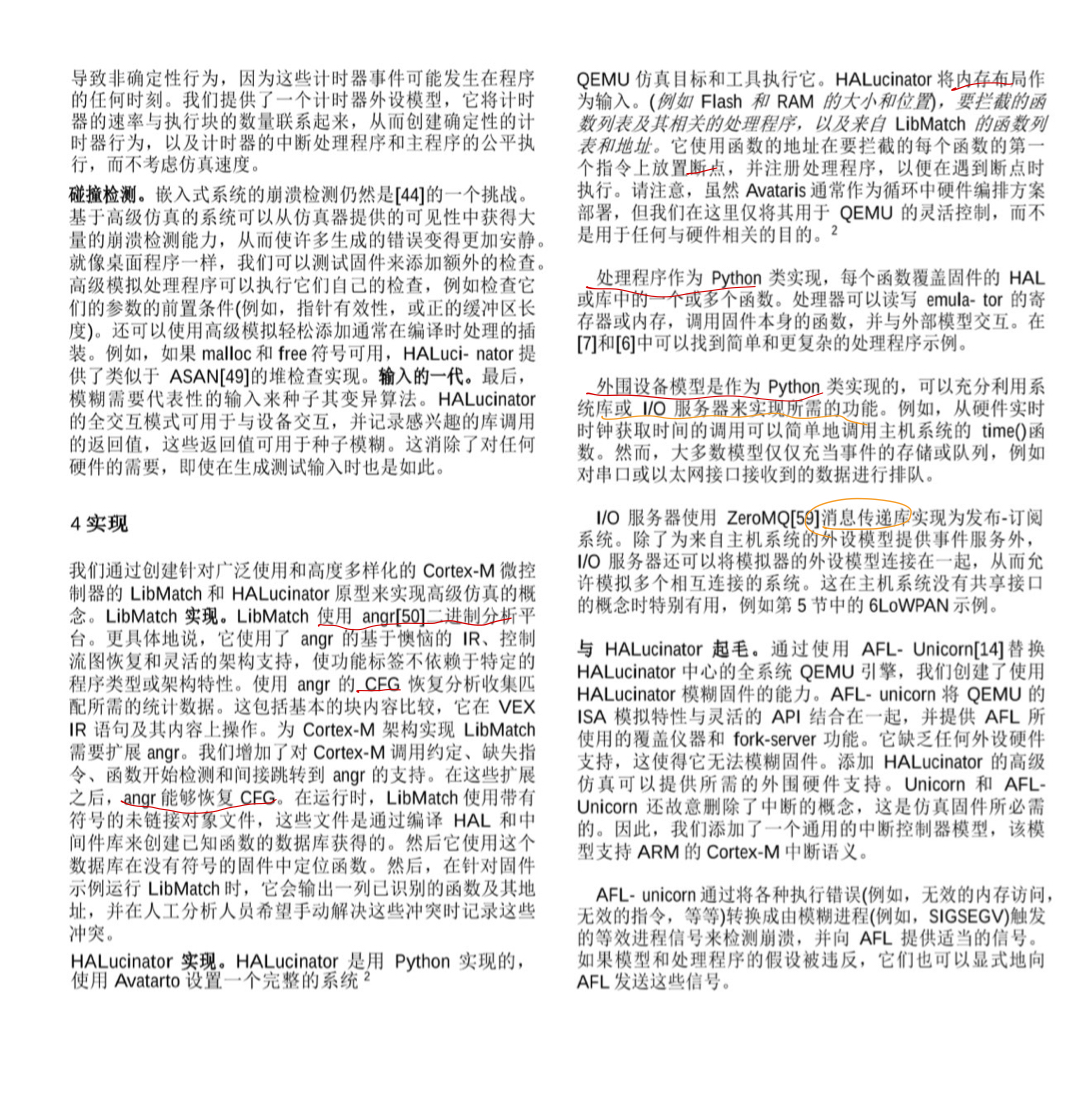 导致非确定性行为，因为这些计时器事件可能发生在程序
的任何时刻。我们提供了一个计时器外设模型，它将计时
器的速率与执行块的数量联系起来，从而创建确定性的计
时器行为，以及计时器的中断处理程序和主程序的公平执
行，而不考虑仿真速度。
碰撞检测。嵌入式系统的崩溃检测仍然是[44]的一个挑战。
基于高级仿真的系统可以从仿真器提供的可见性中获得大
量的崩溃检测能力，从而使许多生成的错误变得更加安静。
就像桌面程序一样，我们可以测试固件来添加额外的检查。
高级模拟处理程序可以执行它们自己的检查，例如检查它
们的参数的前置条件(例如，指针有效性，或正的缓冲区长
度)。还可以使用高级模拟轻松添加通常在编译时处理的插
装。例如，如果 malloc 和 free 符号可用，HALuci- nator 提
供了类似于 ASAN[49]的堆检查实现。输入的一代。最后，
模糊需要代表性的输入来种子其变异算法。HALucinator
的全交互模式可用于与设备交互，并记录感兴趣的库调用
的返回值，这些返回值可用于种子模糊。这消除了对任何
硬件的需要，即使在生成测试输入时也是如此。
4 实现
我们通过创建针对广泛使用和高度多样化的 Cortex-M 微控
制器的 LibMatch 和 HALucinator 原型来实现高级仿真的概
念。LibMatch 实现。LibMatch 使用 angr[50]二进制分析平
台。更具体地说，它使用了 angr 的基于懊恼的 IR、控制
流图恢复和灵活的架构支持，使功能标签不依赖于特定的
程序类型或架构特性。使用 angr 的 CFG 恢复分析收集匹
配所需的统计数据。这包括基本的块内容比较，它在 VEX
IR 语句及其内容上操作。为 Cortex-M 架构实现 LibMatch
需要扩展 angr。我们增加了对 Cortex-M 调用约定、缺失指
令、函数开始检测和间接跳转到 angr 的支持。在这些扩展
之后，angr 能够恢复 CFG。在运行时，LibMatch 使用带有
符号的未链接对象文件，这些文件是通过编译 HAL 和中
间件库来创建已知函数的数据库获得的。然后它使用这个
数据库在没有符号的固件中定位函数。然后，在针对固件
示例运行 LibMatch 时，它会输出一列已识别的函数及其地
址，并在人工分析人员希望手动解决这些冲突时记录这些
冲突。
HALucinator 实现。HALucinator 是用 Python 实现的，
使用 Avatarto 设置一个完整的系统 2
QEMU 仿真目标和工具执行它。HALucinator 将内存布局作
为输入。(例如 Flash 和 RAM 的大小和位置)，要拦截的函
数列表及其相关的处理程序，以及来自 LibMatch 的函数列
表和地址。它使用函数的地址在要拦截的每个函数的第一
个指令上放置断点，并注册处理程序，以便在遇到断点时
执行。请注意，虽然 Avataris 通常作为循环中硬件编排方案
部署，但我们在这里仅将其用于 QEMU 的灵活控制，而不
是用于任何与硬件相关的目的。2
处理程序作为 Python 类实现，每个函数覆盖固件的 HAL
或库中的一个或多个函数。处理器可以读写 emula- tor 的寄
存器或内存，调用固件本身的函数，并与外部模型交互。在
[7]和[6]中可以找到简单和更复杂的处理程序示例。
外围设备模型是作为 Python 类实现的，可以充分利用系
统库或 I/O 服务器来实现所需的功能。例如，从硬件实时
时钟获取时间的调用可以简单地调用主机系统的 time()函
数。然而，大多数模型仅仅充当事件的存储或队列，例如
对串口或以太网接口接收到的数据进行排队。
I/O 服务器使用 ZeroMQ[59]消息传递库实现为发布-订阅
系统。除了为来自主机系统的外设模型提供事件服务外，
I/O 服务器还可以将模拟器的外设模型连接在一起，从而允
许模拟多个相互连接的系统。这在主机系统没有共享接口
的概念时特别有用，例如第 5 节中的 6LoWPAN 示例。
与 HALucinator 起毛。通过使用 AFL- Unicorn[14]替换
HALucinator 中心的全系统 QEMU 引擎，我们创建了使用
HALucinator 模糊固件的能力。AFL- unicorn 将 QEMU 的
ISA 模拟特性与灵活的 API 结合在一起，并提供 AFL 所
使用的覆盖仪器和 fork-server 功能。它缺乏任何外设硬件
支持，这使得它无法模糊固件。添加 HALucinator 的高级
仿真可以提供所需的外围硬件支持。Unicorn 和 AFL-
Unicorn 还故意删除了中断的概念，这是仿真固件所必需
的。因此，我们添加了一个通用的中断控制器模型，该模
型支持 ARM 的 Cortex-M 中断语义。
AFL- unicorn 通过将各种执行错误(例如，无效的内存访问，
无效的指令，等等)转换成由模糊进程(例如，SIGSEGV)触发
的等效进程信号来检测崩溃，并向 AFL 提供适当的信号。
如果模型和处理程序的假设被违反，它们也可以显式地向
AFL 发送这些信号。